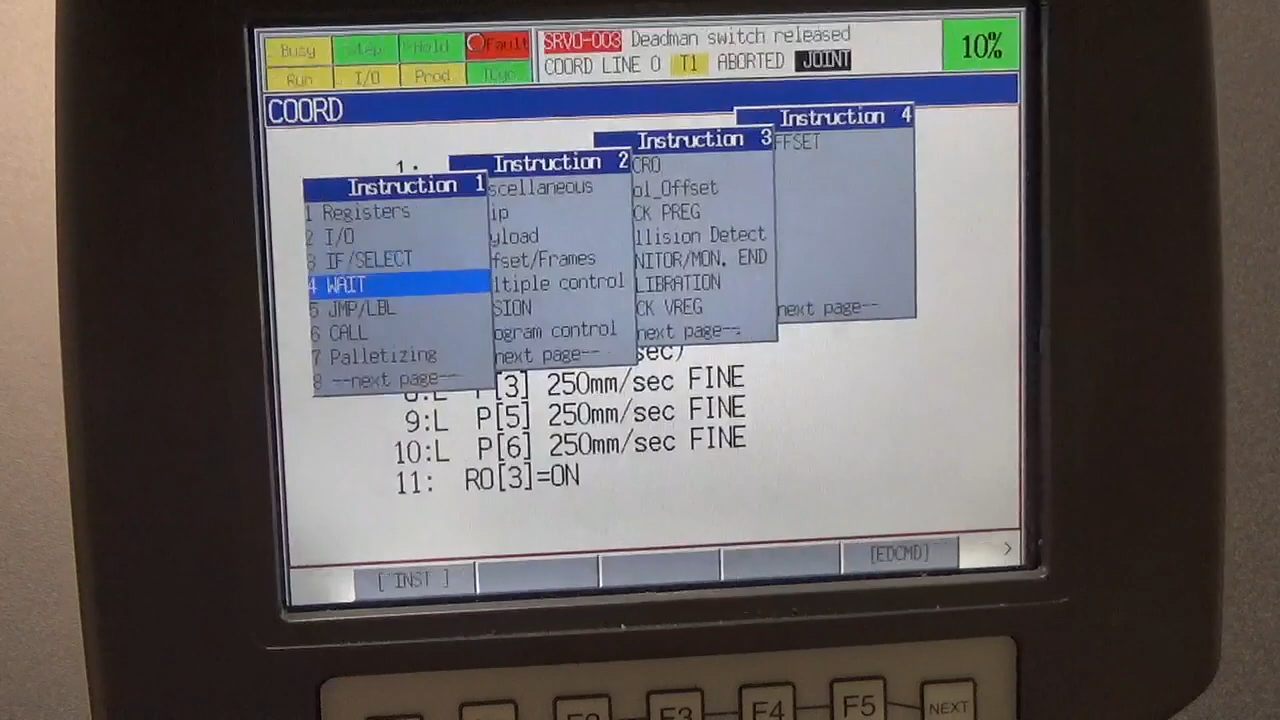 Busy Step Hold Fault SRVO-003 Deadman switch released 10%
Run I/O Prod TCyc COORD LINE 0 T1 ABORTED JOINT
COORD
1:
Instruction 1
1 Registers
2 I/O
3 IF/SELECT
4 WAIT
5 JMP/LBL
6 CALL
7 Palletizing
8 --next page--
Instruction 2
scellaneous
ip
yload
fset/Frames
ltiple control
SION
ogram control
next page--
Instruction 3
CRO
ol_Offset
CK PREG
llision Detect
NITOR/MON. END
LIBRATION
CK VREG
next page--
Instruction 4
FFSET
next page--
sec)
8:L P[3] 250mm/sec FINE
9:L P[5] 250mm/sec FINE
10:L P[6] 250mm/sec FINE
11: RO[3]=ON
[ INST ] [EDCMD] >
F2 F3 F4 F5 NEXT